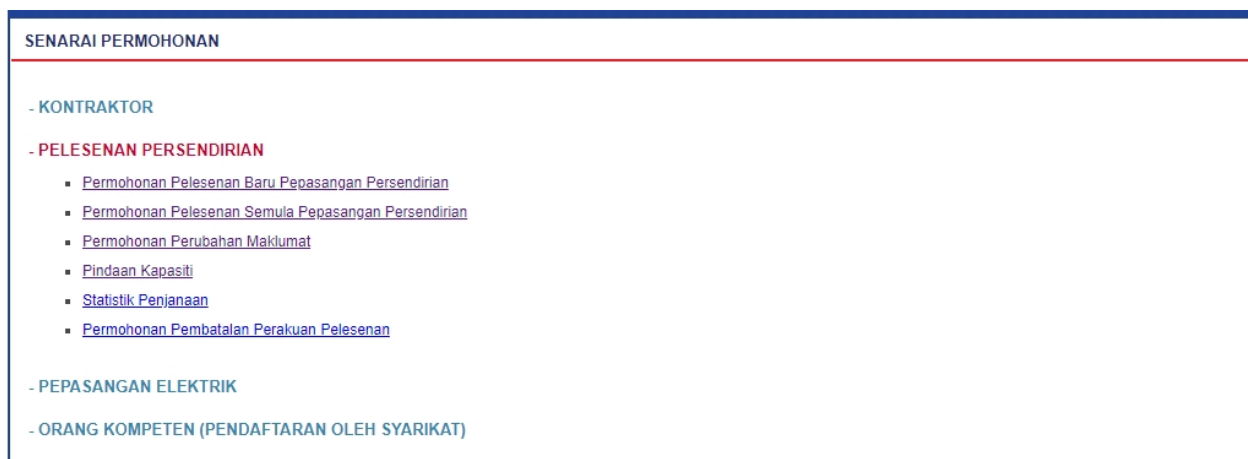 SENARAI PERMOHONAN
- KONTRAKTOR
- PELESENAN PERSENDIRIAN
Permohonan Pelesenan Baru Pepasangan Persendirian
Permohonan Pelesenan Semula Pepasangan Persendirian
Permohonan Perubahan Maklumat
Pindaan Kapasiti
Statistik Penjanaan
Permohonan Pembatalan Perakuan Pelesenan
- PEPASANGAN ELEKTRIK
- ORANG KOMPETEN (PENDAFTARAN OLEH SYARIKAT)